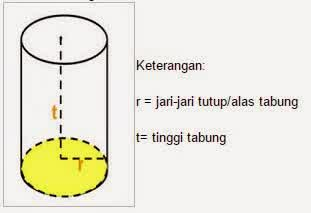 t
r
Keterangan:
r = jari-jari tutup/alas tabung
t= tinggi tabung